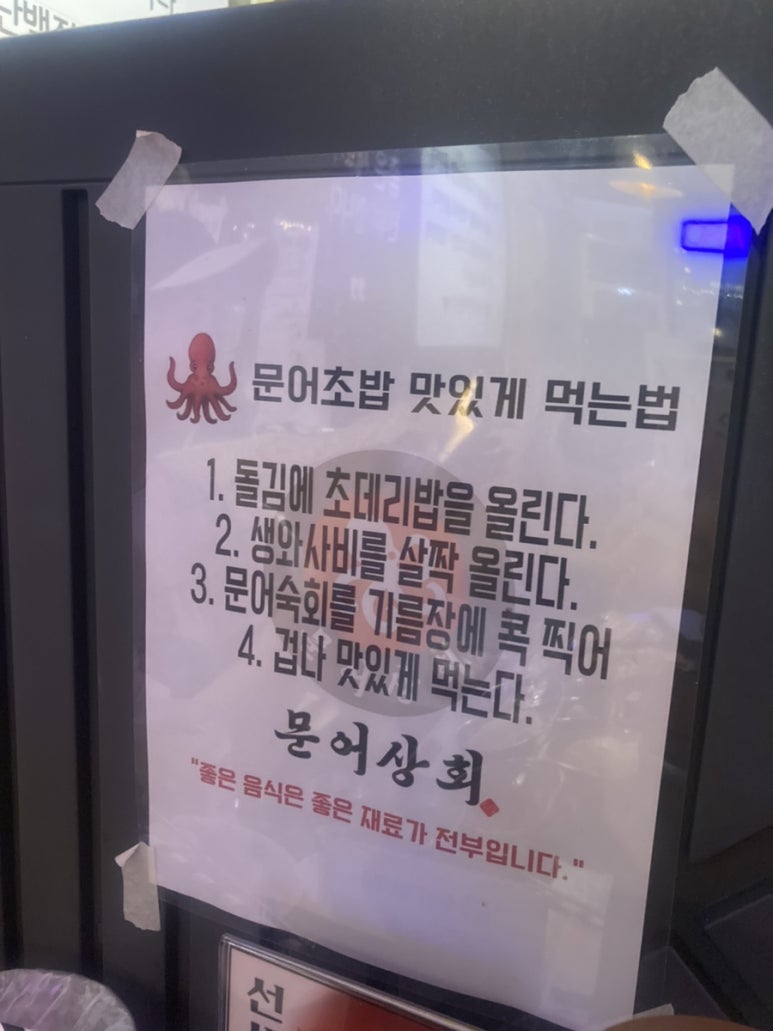 문어초밥 맛있게 먹는법
1. 돌김에 초데리밥을 올린다.
2. 생와사비를 살짝 올린다.
3. 문어숙회를 기름장에 콕 찍어
4. 겁나 맛있게 먹는다.
문어상회
"좋은 음식은 좋은 재료가 전부입니다."
선